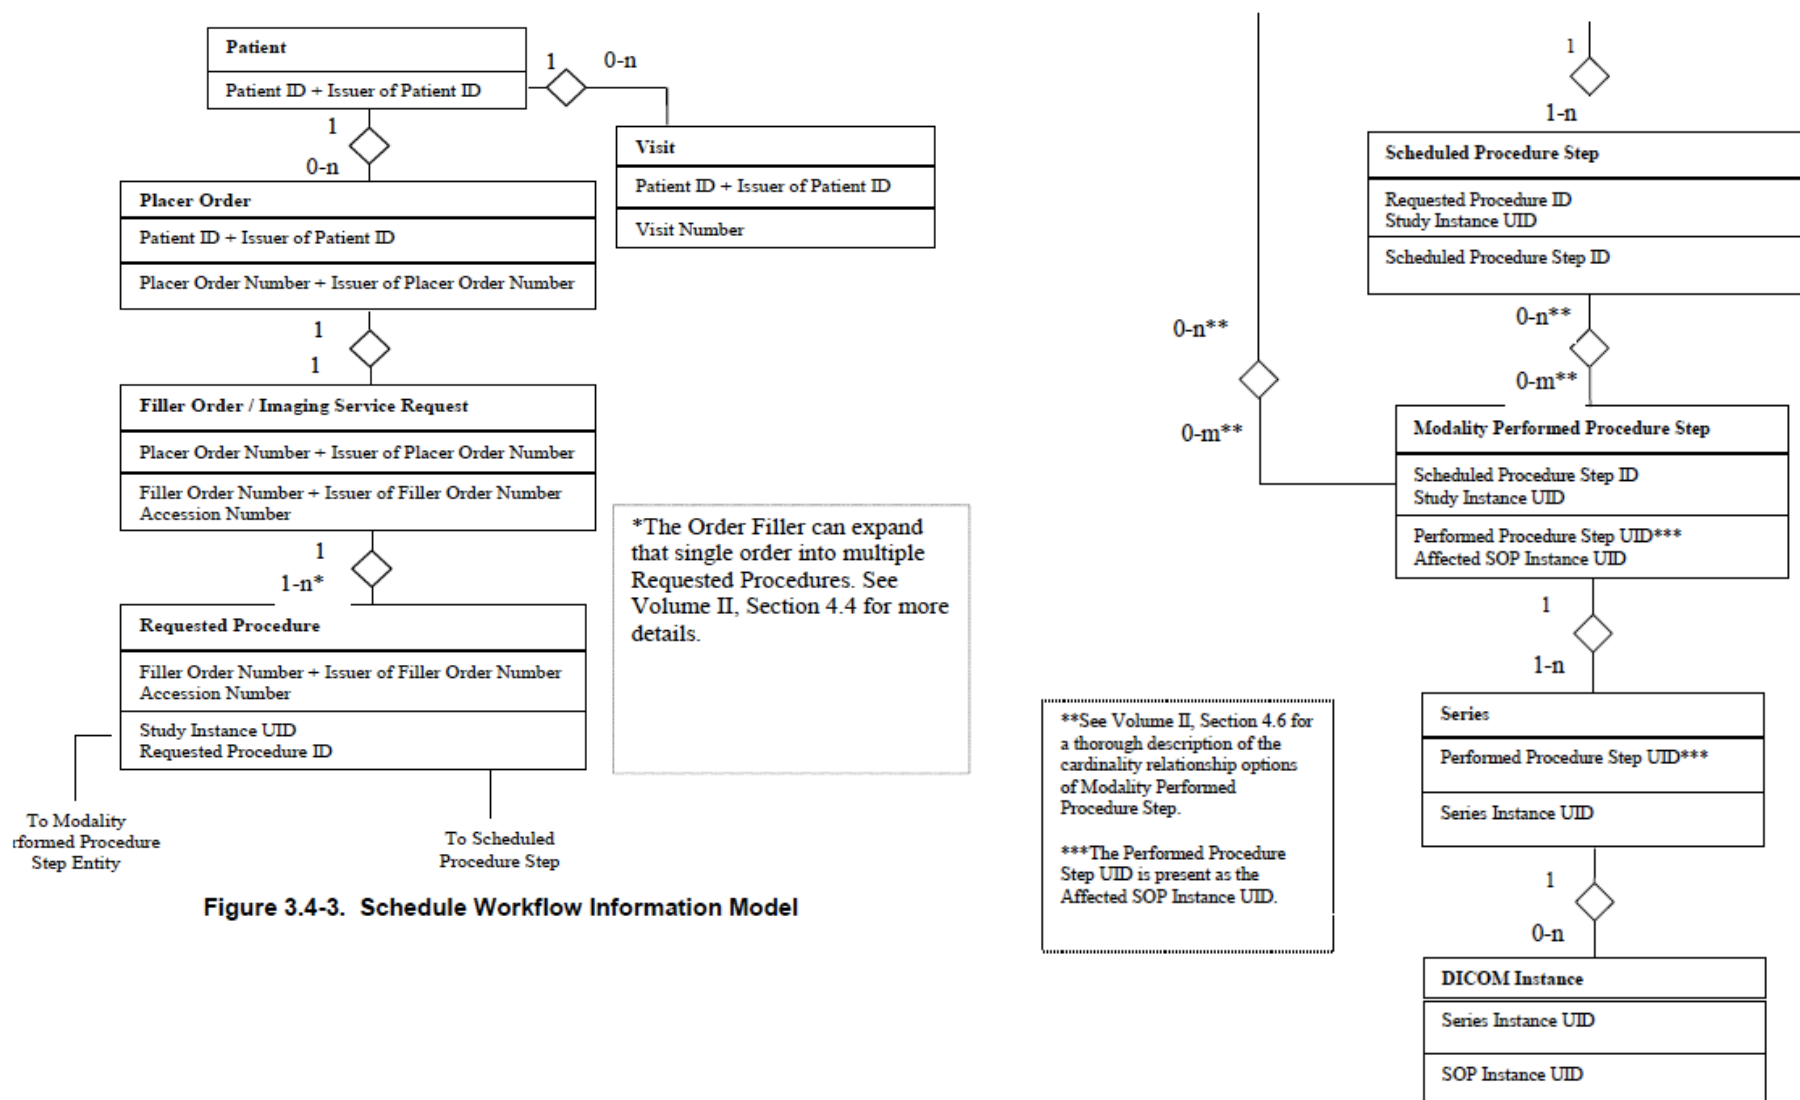 Patient
Patient ID + Issuer of Patient ID
1
0-n
1
0-n
Visit
Patient ID + Issuer of Patient ID
Visit Number
Placer Order
Patient ID + Issuer of Patient ID
Placer Order Number + Issuer of Placer Order Number
1
1
Filler Order / Imaging Service Request
Placer Order Number + Issuer of Placer Order Number
Filler Order Number + Issuer of Filler Order Number
Accession Number
1
1-n*
Requested Procedure
Filler Order Number + Issuer of Filler Order Number
Accession Number
Study Instance UID
Requested Procedure ID
To Modality
rformed Procedure
Step Entity
To Scheduled
Procedure Step
*The Order Filler can expand
that single order into multiple
Requested Procedures. See
Volume II, Section 4.4 for more
details.
Figure 3.4-3. Schedule Workflow Information Model
1
1-n
Scheduled Procedure Step
Requested Procedure ID
Study Instance UID
Scheduled Procedure Step ID
0-n**
0-m**
0-n**
0-m**
Modality Performed Procedure Step
Scheduled Procedure Step ID
Study Instance UID
Performed Procedure Step UID***
Affected SOP Instance UID
1
1-n
Series
Performed Procedure Step UID***
Series Instance UID
1
0-n
DICOM Instance
Series Instance UID
SOP Instance UID
**See Volume II, Section 4.6 for
a thorough description of the
cardinality relationship options
of Modality Performed
Procedure Step.
***The Performed Procedure
Step UID is present as the
Affected SOP Instance UID.